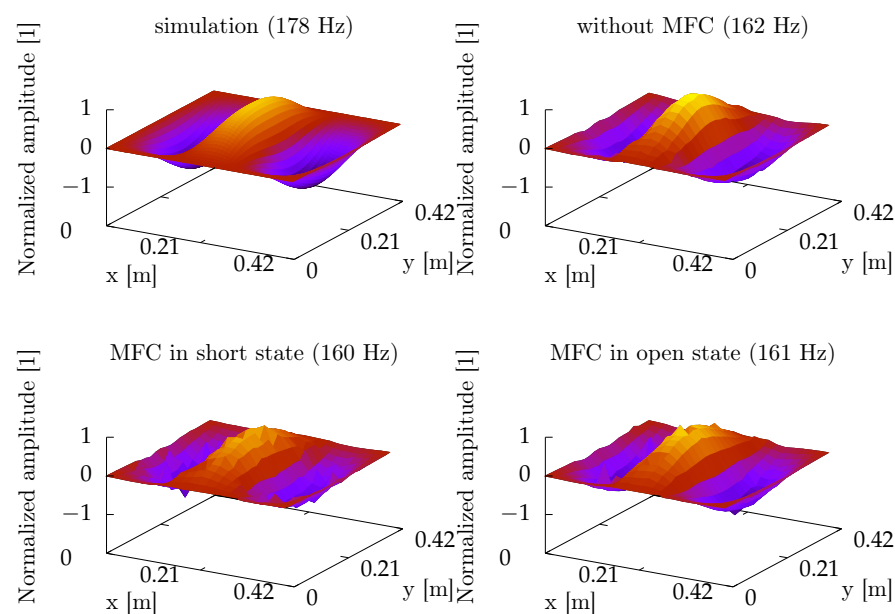 simulation (178 Hz)
Normalized amplitude [1]
1
0
−1
0
0.21
0.42
x [m]
0
0.21
0.42
y [m]
without MFC (162 Hz)
Normalized amplitude [1]
1
0
−1
0
0.21
0.42
x [m]
0
0.21
0.42
y [m]
MFC in short state (160 Hz)
Normalized amplitude [1]
1
0
−1
0
0.21
0.42
x [m]
0
0.21
0.42
y [m]
MFC in open state (161 Hz)
Normalized amplitude [1]
1
0
−1
0
0.21
0.42
x [m]
0
0.21
0.42
y [m]